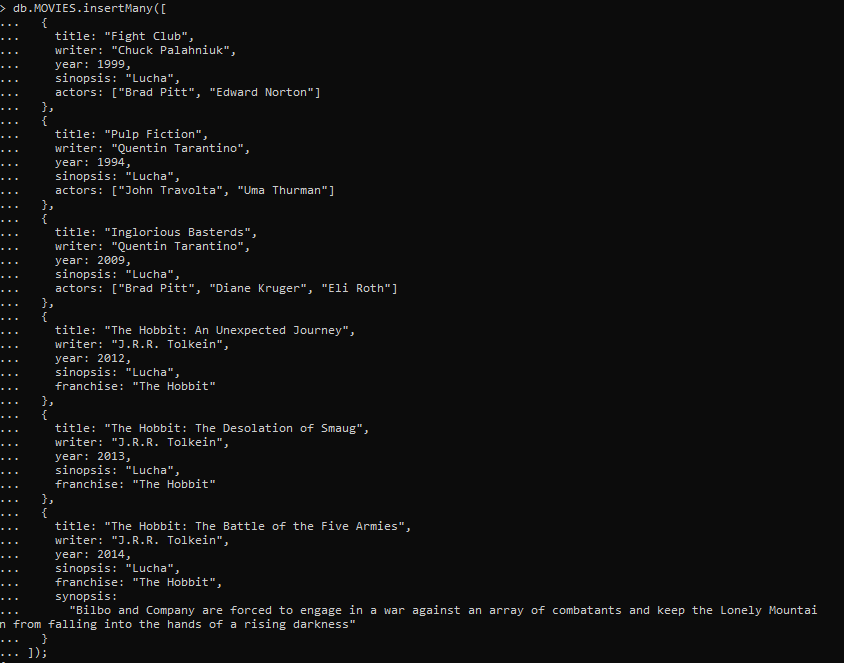 > db.MOVIES.insertMany([
...   {
...     title: "Fight Club",
...     writer: "Chuck Palahniuk",
...     year: 1999,
...     sinopsis: "Lucha",
...     actors: ["Brad Pitt", "Edward Norton"]
...   },
...   {
...     title: "Pulp Fiction",
...     writer: "Quentin Tarantino",
...     year: 1994,
...     sinopsis: "Lucha",
...     actors: ["John Travolta", "Uma Thurman"]
...   },
...   {
...     title: "Inglorious Basterds",
...     writer: "Quentin Tarantino",
...     year: 2009,
...     sinopsis: "Lucha",
...     actors: ["Brad Pitt", "Diane Kruger", "Eli Roth"]
...   },
...   {
...     title: "The Hobbit: An Unexpected Journey",
...     writer: "J.R.R. Tolkein",
...     year: 2012,
...     sinopsis: "Lucha",
...     franchise: "The Hobbit"
...   },
...   {
...     title: "The Hobbit: The Desolation of Smaug",
...     writer: "J.R.R. Tolkein",
...     year: 2013,
...     sinopsis: "Lucha",
...     franchise: "The Hobbit"
...   },
...   {
...     title: "The Hobbit: The Battle of the Five Armies",
...     writer: "J.R.R. Tolkein",
...     year: 2014,
...     sinopsis: "Lucha",
...     franchise: "The Hobbit",
...     synopsis:
...       "Bilbo and Company are forced to engage in a war against an array of combatants and keep the Lonely Mountai
n from falling into the hands of a rising darkness"
...   }
... ]);